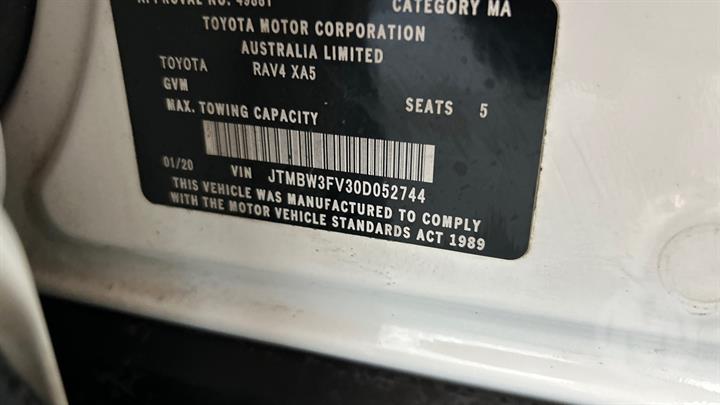 CATEGORY MA
TOYOTA MOTOR CORPORATION
AUSTRALIA LIMITED
TOYOTA RAV4 XA5
GVM
MAX. TOWING CAPACITY SEATS 5
01/20 VIN JTMBW3FV30D052744
THIS VEHICLE WAS MANUFACTURED TO COMPLY
WITH THE MOTOR VEHICLE STANDARDS ACT 1989